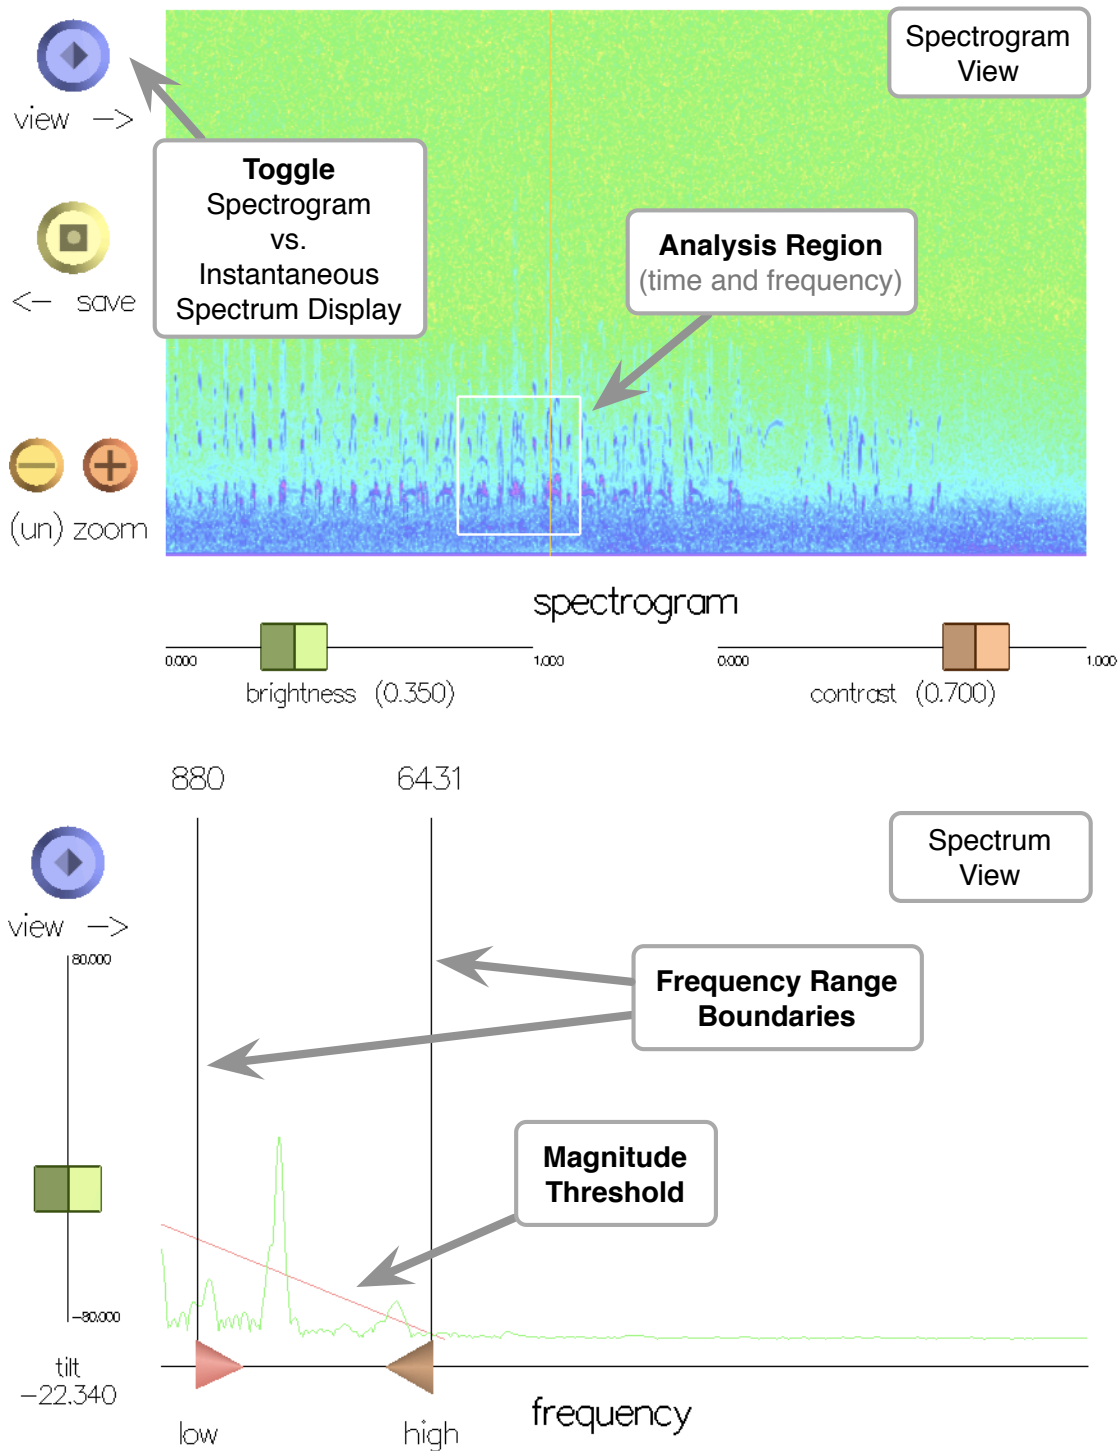 Spectrogram
View
view –>
Toggle
Spectrogram
vs.
Instantaneous
Spectrum Display
Analysis Region
(time and frequency)
<– save
(un) zoom
spectrogram
0.000
1.000
brightness (0.350)
0.000
1.000
contrast (0.700)
880
6431
Spectrum
View
view –>
80.000
Frequency Range
Boundaries
Magnitude
Threshold
–80.000
tilt
–22.340
low
high
frequency